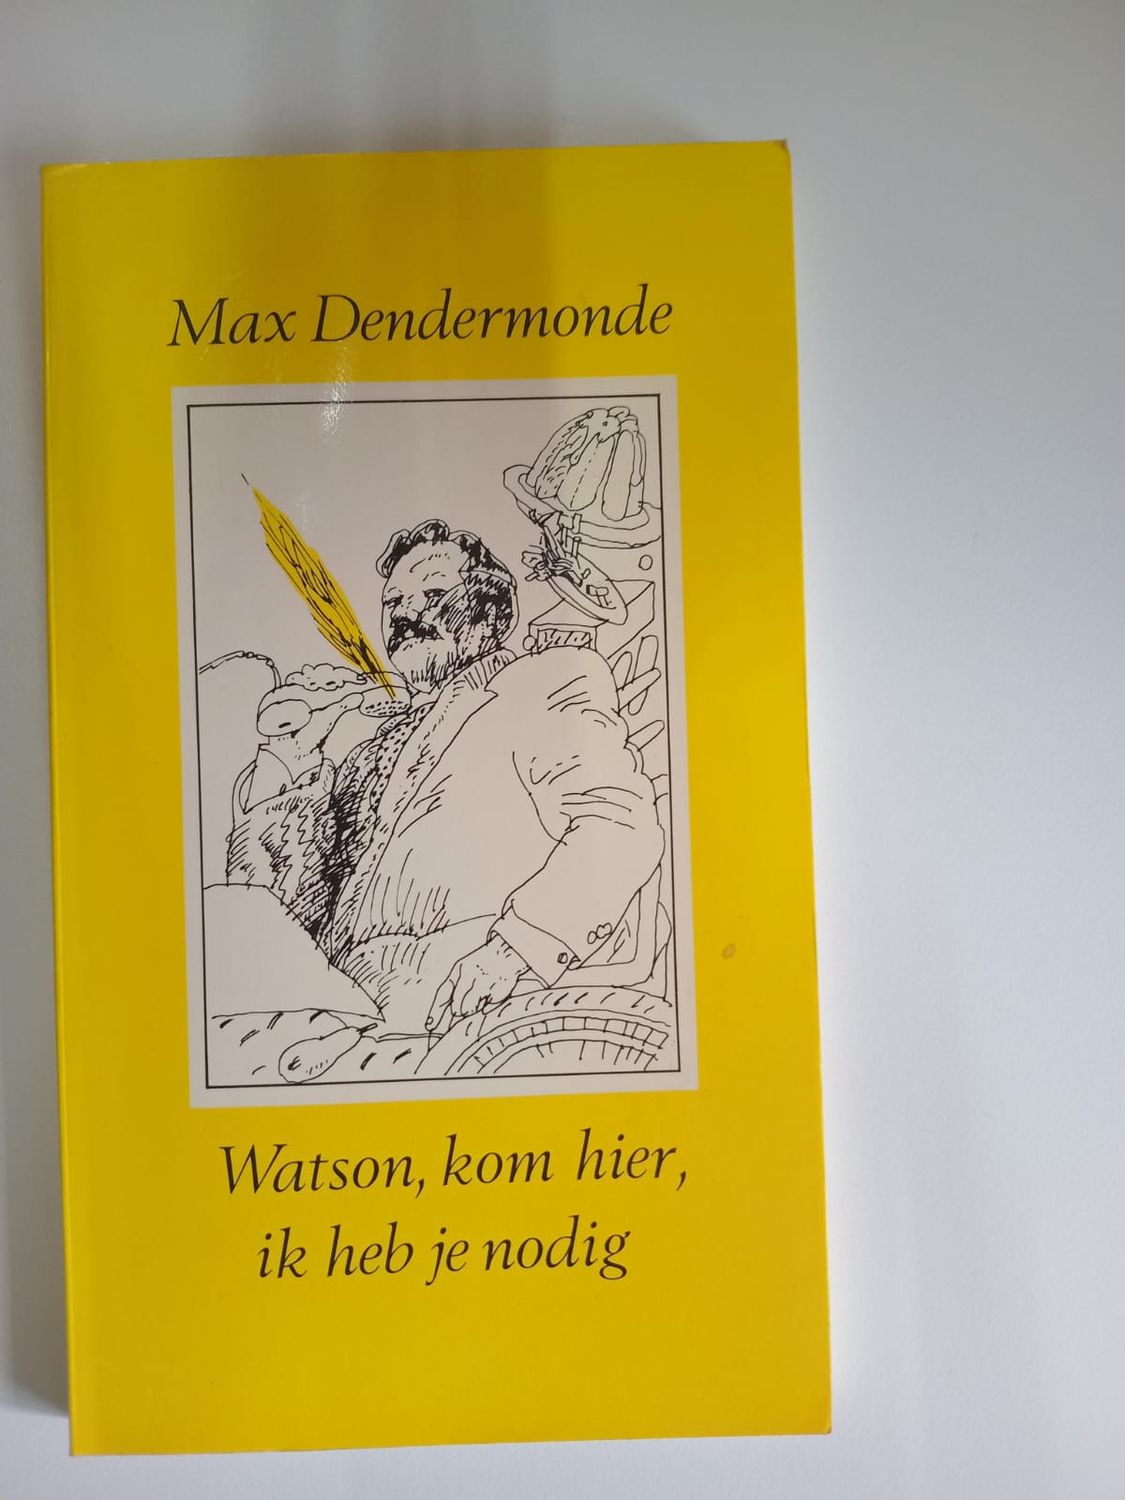 Max Dendermonde
Watson, kom hier,
ik heb je nodig